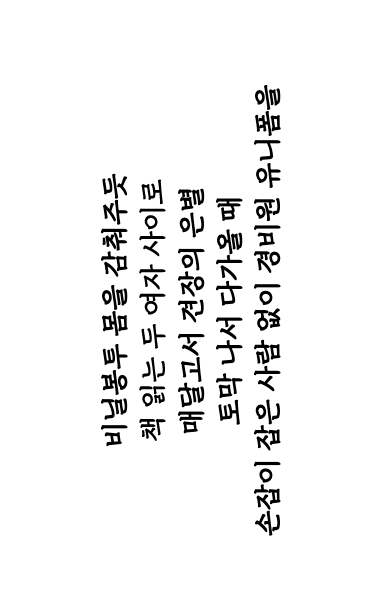 비닐봉투 몸을 감춰주듯
책 읽는 두 여자 사이로
매달고서 견장의 은별
토막 나서 다가올 때
손잡이 잡은 사람 없이 경비원 유니폼을